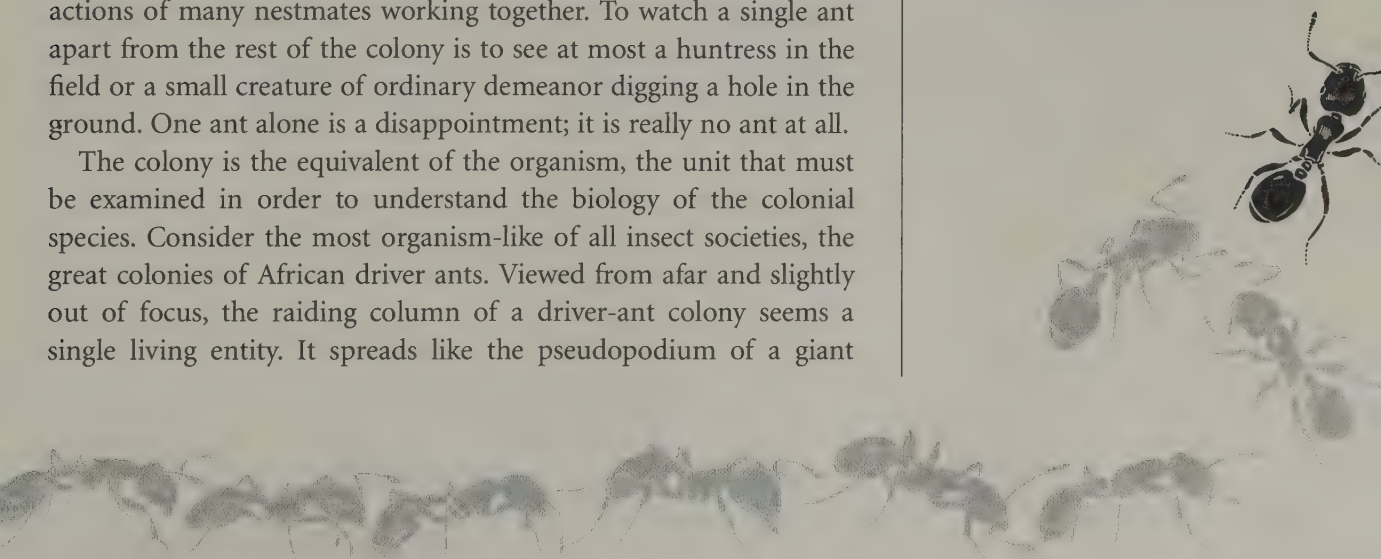 actions of many nestmates working together. To watch a single ant
apart from the rest of the colony is to see at most a huntress in the
field or a small creature of ordinary demeanor digging a hole in the
ground. One ant alone is a disappointment; it is really no ant at all.
The colony is the equivalent of the organism, the unit that must
be examined in order to understand the biology of the colonial
species. Consider the most organism-like of all insect societies, the
great colonies of African driver ants. Viewed from afar and slightly
out of focus, the raiding column of a driver-ant colony seems a
single living entity. It spreads like the pseudopodium of a giant